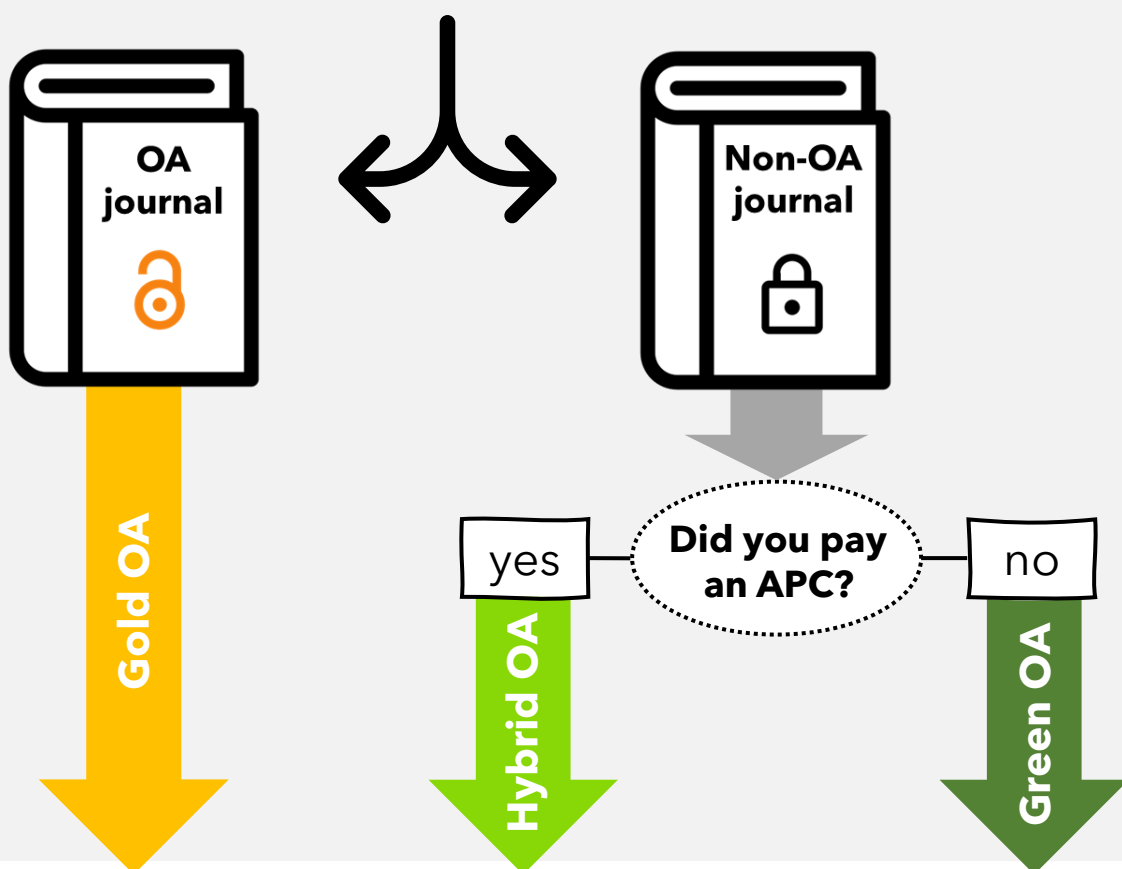 OA
journal
Non-OA
journal
Did you pay
an APC?
yes
no
Gold OA
Hybrid OA
Green OA